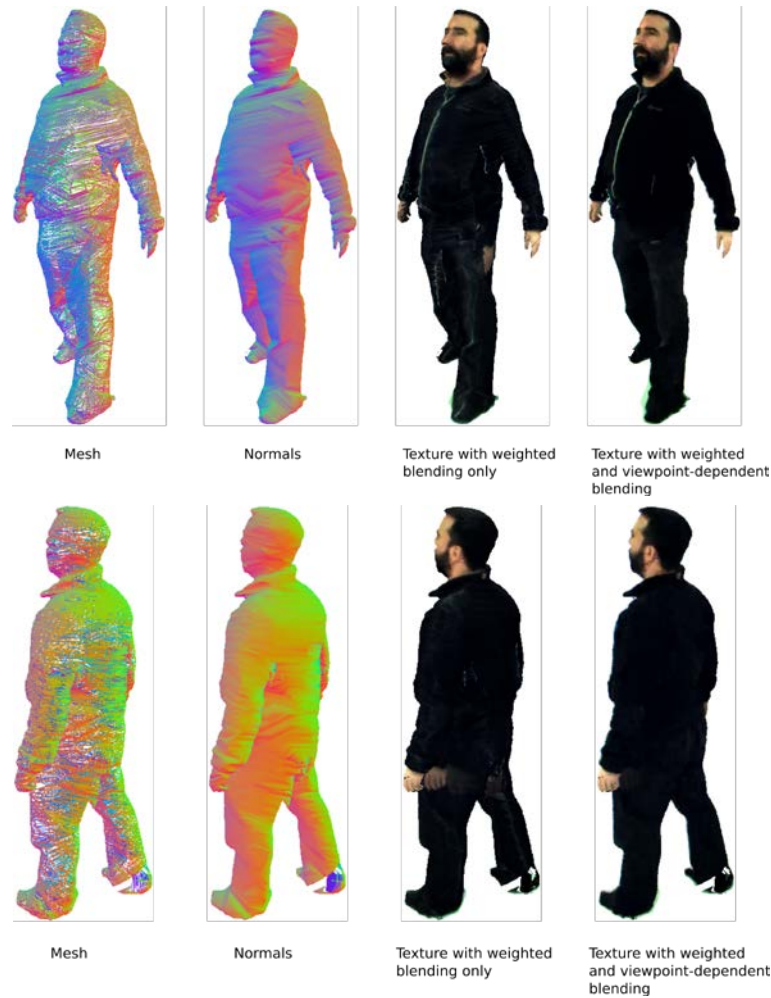 Mesh
Normals
Texture with weighted
blending only
Texture with weighted
and viewpoint-dependent
blending
Mesh
Normals
Texture with weighted
blending only
Texture with weighted
and viewpoint-dependent
blending